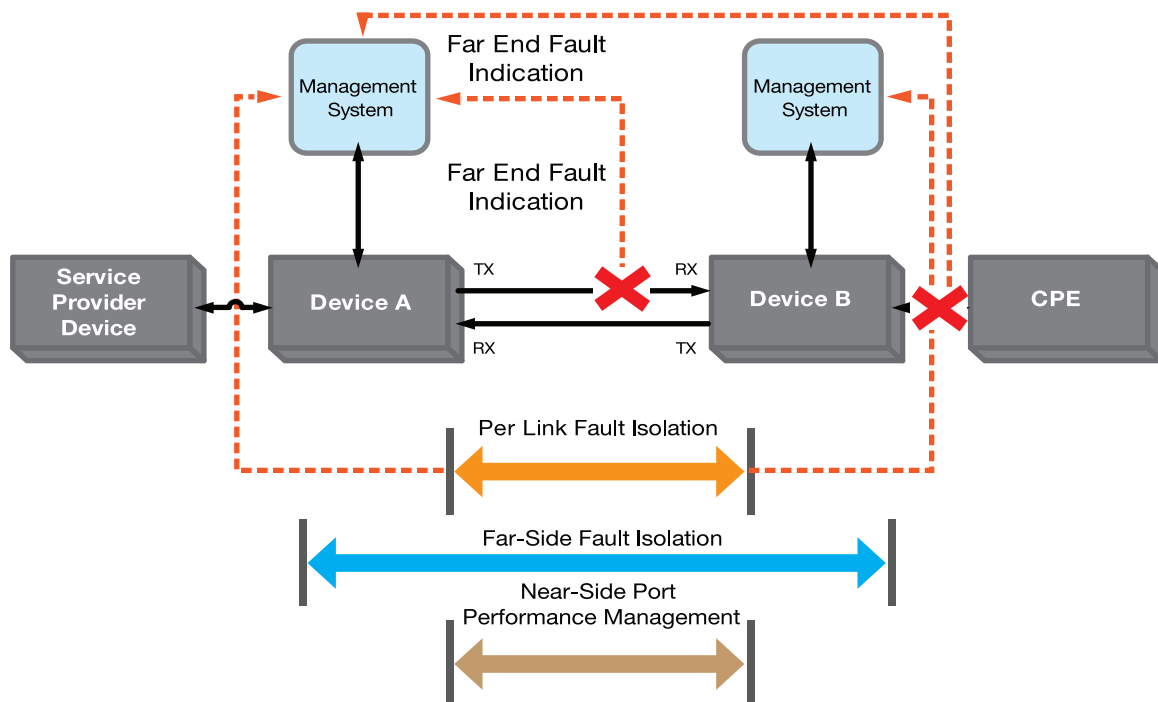 Far End Fault
Indication
Management
System
Management
System
Far End Fault
Indication
Service
Provider
Device
Device A
TX
RX
RX
TX
Device B
CPE
Per Link Fault Isolation
Far-Side Fault Isolation
Near-Side Port
Performance Management